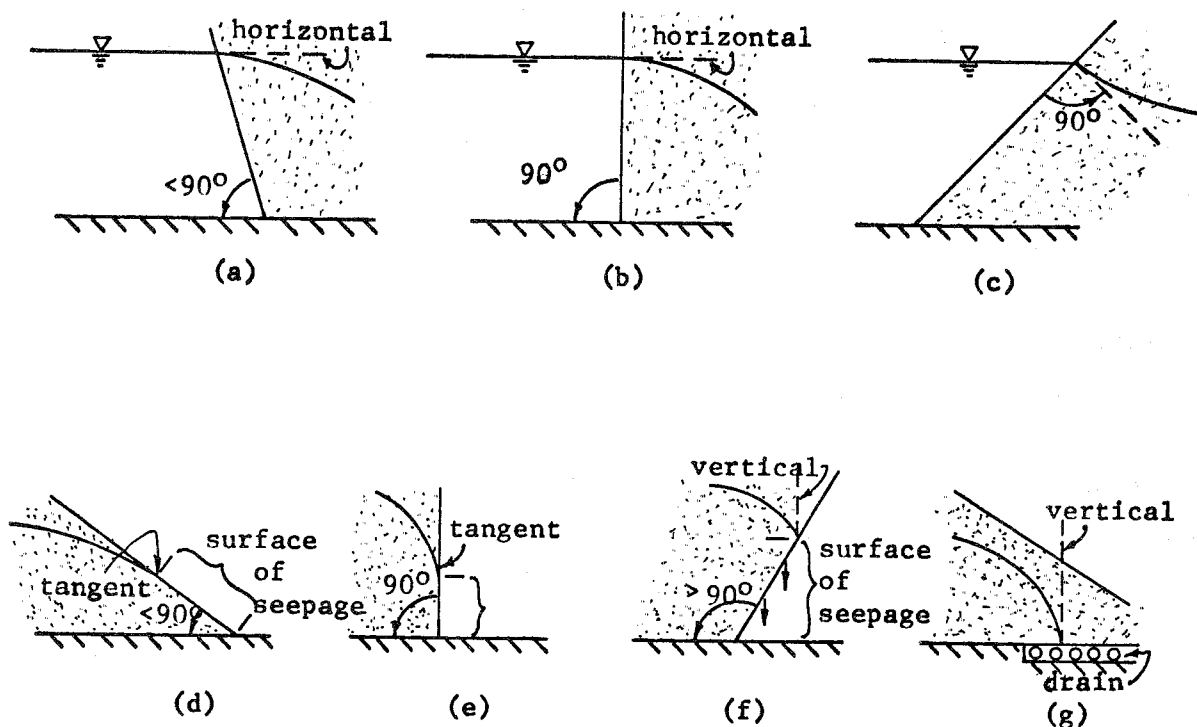 horizontal
<90°
(a)
horizontal
90°
(b)
90°
(c)
tangent
surface
of
seepage
<90°
(d)
90°
tangent
(e)
vertical
>90°
surface
of
seepage
(f)
vertical
drain
(g)